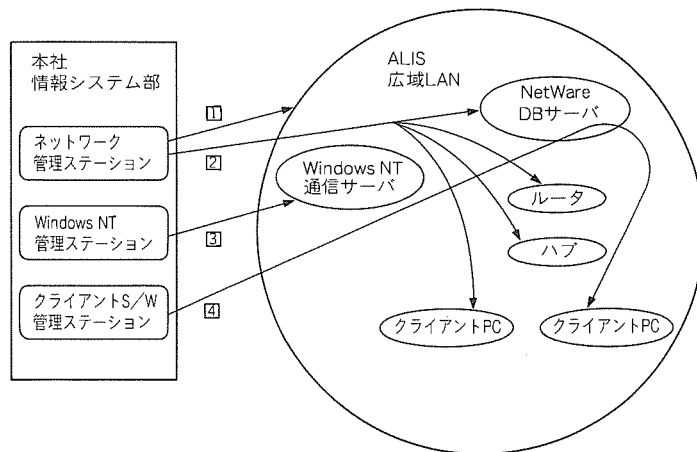 本社
情報システム部
ネットワーク
管理ステーション
Windows NT
管理ステーション
クライアントS/W
管理ステーション
1
2
3
4
ALIS
広域LAN
NetWare
DBサーバ
Windows NT
通信サーバ
ルータ
ハブ
クライアントPC
クライアントPC